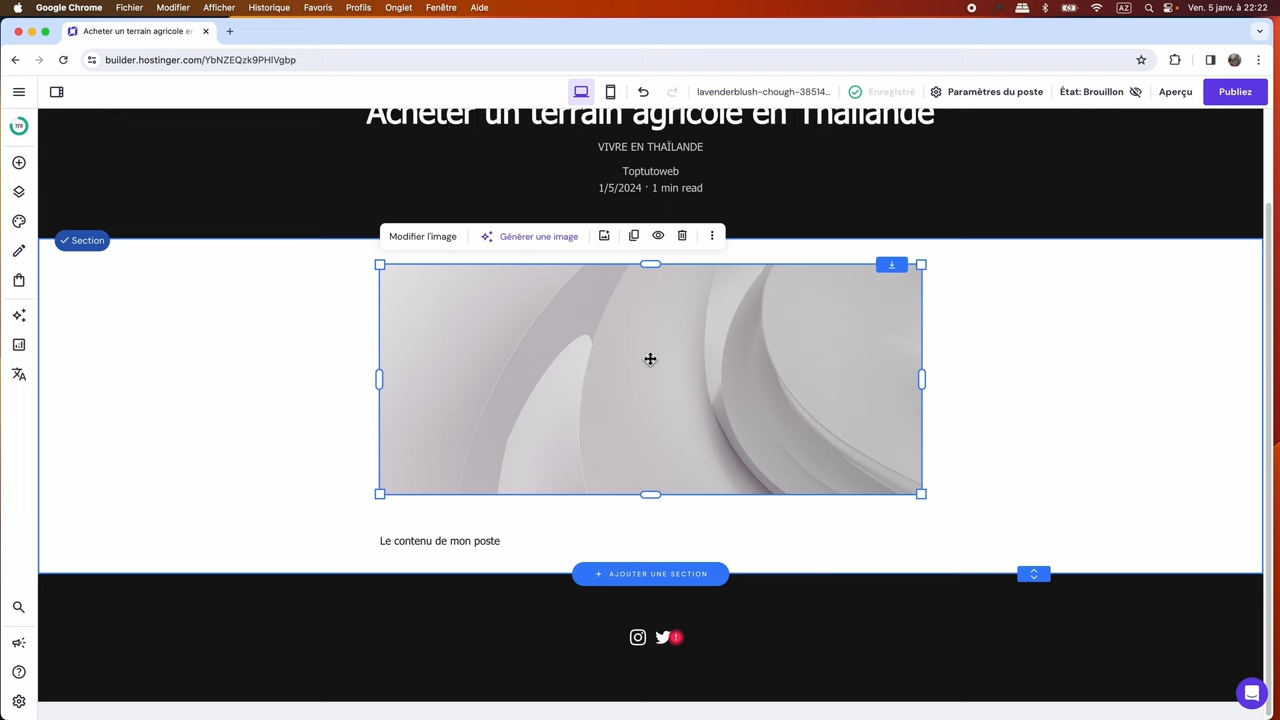 Google Chrome Fichier Modifier Afficher Historique Favoris Profils Onglet Fenêtre Aide AZ Ven. 5 janv. à 22:22
Acheter un terrain agricole en
builder.hostinger.com/YbNZEQzk9PHlVgbp
lavenderblush-chough-38514... Enregistré Paramètres du poste État: Brouillon Aperçu Publiez
Acheter un terrain agricole en Thaïlande
VIVRE EN THAÏLANDE
Toptutoweb
1/5/2024 · 1 min read
Section
Modifier l'image Générer une image
Le contenu de mon poste
+ AJOUTER UNE SECTION